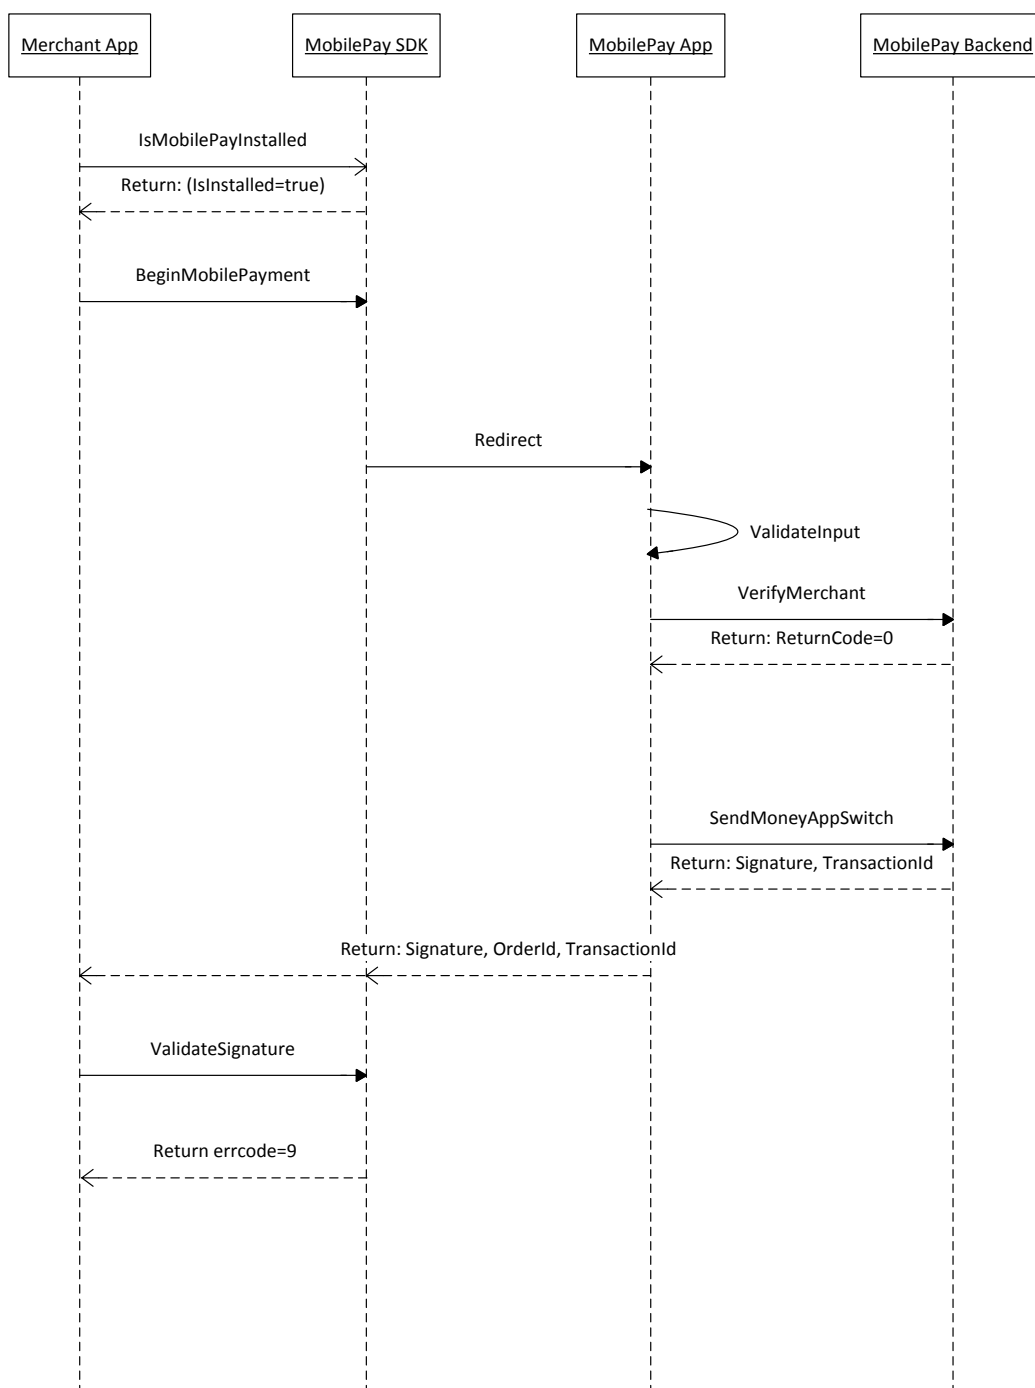 Merchant App
MobilePay SDK
MobilePay App
MobilePay Backend
IsMobilePayInstalled
Return: (IsInstalled=true)
BeginMobilePayment
Redirect
ValidateInput
VerifyMerchant
Return: ReturnCode=0
SendMoneyAppSwitch
Return: Signature, TransactionId
Return: Signature, OrderId, TransactionId
ValidateSignature
Return errcode=9